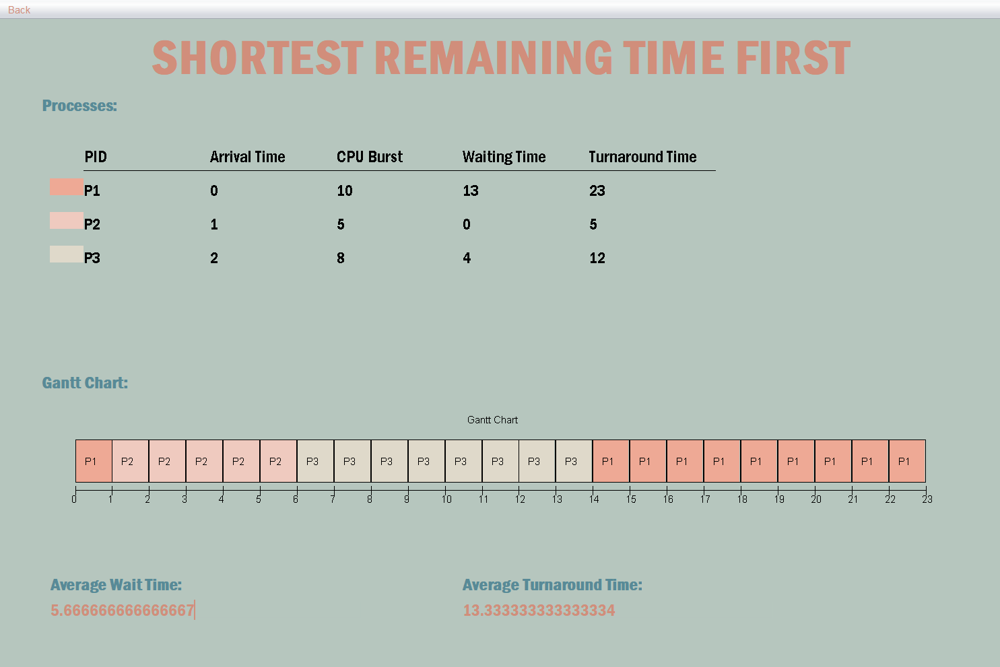 Back
SHORTEST REMAINING TIME FIRST
Processes:
PID Arrival Time CPU Burst Waiting Time Turnaround Time
P1 0 10 13 23
P2 1 5 0 5
P3 2 8 4 12
Gantt Chart:
Gantt Chart
P1 P2 P2 P2 P2 P2 P3 P3 P3 P3 P3 P3 P3 P3 P1 P1 P1 P1 P1 P1 P1 P1 P1
0 1 2 3 4 5 6 7 8 9 10 11 12 13 14 15 16 17 18 19 20 21 22 23
Average Wait Time: Average Turnaround Time:
5.666666666666667 13.333333333333334